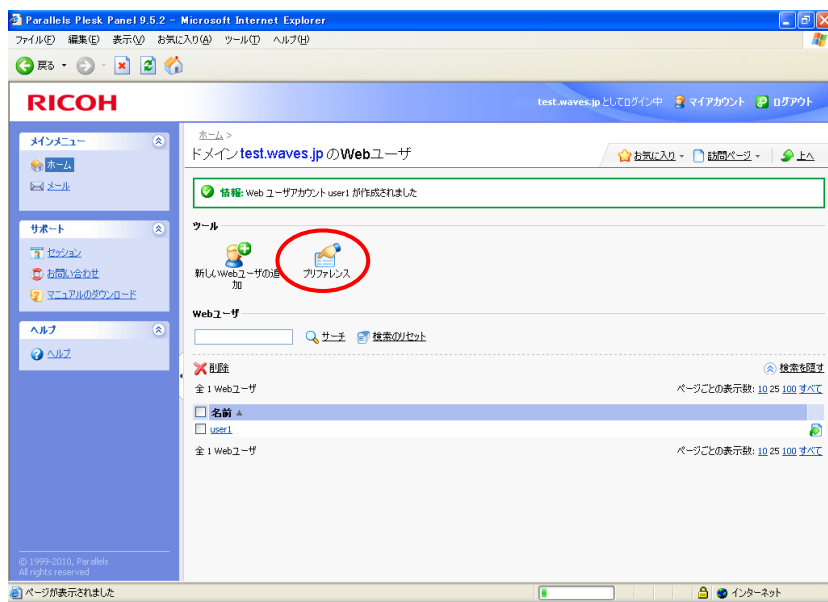 Parallels Plesk Panel 9.5.2 - Microsoft Internet Explorer
ファイル(F) 編集(E) 表示(V) お気に入り(A) ツール(T) ヘルプ(H)
戻る
RICOH
test.waves.jp としてログイン中 マイアカウント ログアウト
メインメニュー
ホーム
メール
サポート
セッション
お問い合わせ
マニュアルのダウンロード
ヘルプ
ヘルプ
© 1999-2010, Parallels
All rights reserved
ホーム >
ドメイン test.waves.jp のWebユーザ
お気に入り 訪問ページ 上へ
情報: Web ユーザアカウント user1 が作成されました
ツール
新しいWebユーザの追
加
プリファレンス
Webユーザ
サーチ 検索のリセット
削除 検索を隠す
全 1 Webユーザ ページごとの表示数: 10 25 100 すべて
名前
user1
全 1 Webユーザ ページごとの表示数: 10 25 100 すべて
ページが表示されました インターネット